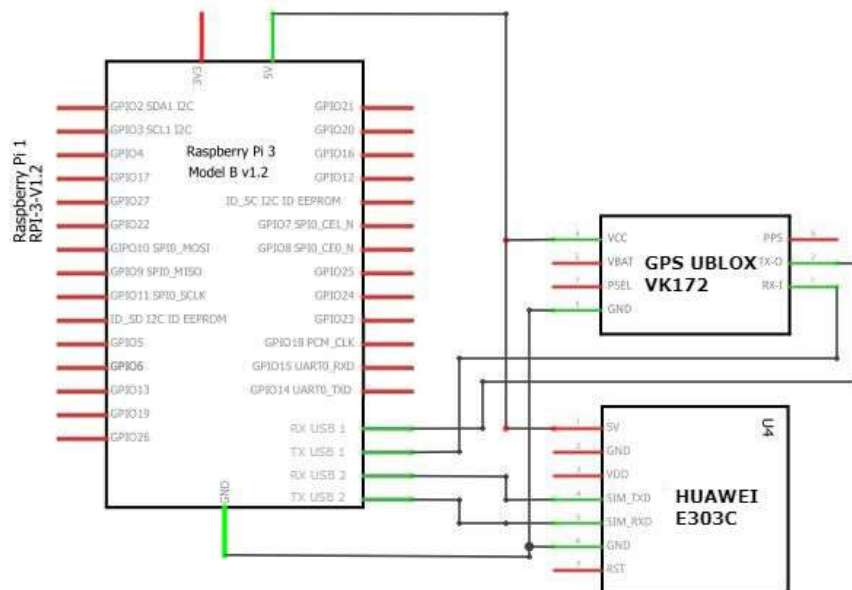 Raspberry Pi 1
RPI-3-V1.2
3V3
5V
Raspberry Pi 3
Model B v1.2
GPIO2 SDA1 I2C
GPIO3 SCL1 I2C
GPIO4
GPIO17
GPIO27
GPIO22
GIPO10 SPI0_MOSI
GPIO9 SPI0_MISO
GPIO11 SPI0_SCLK
ID_SD I2C ID EEPROM
GPIO5
GPIO6
GPIO13
GPIO19
GPIO26
GPIO21
GPIO20
GPIO16
GPIO12
ID_SC I2C ID EEPROM
GPIO7 SPI0_CE1_N
GPIO8 SPI0_CE0_N
GPIO25
GPIO24
GPIO23
GPIO18 PCM_CLK
GPIO15 UART0_RXD
GPIO14 UART0_TXD
RX USB 1
TX USB 1
RX USB 2
TX USB 2
GND
VCC
VBAT
PSEL
GND
GPS UBLOX
VK172
PPS
TX-O
RX-I
U4
5V
GND
VDD
SIM_TXD
SIM_RXD
GND
RST
HUAWEI
E303C